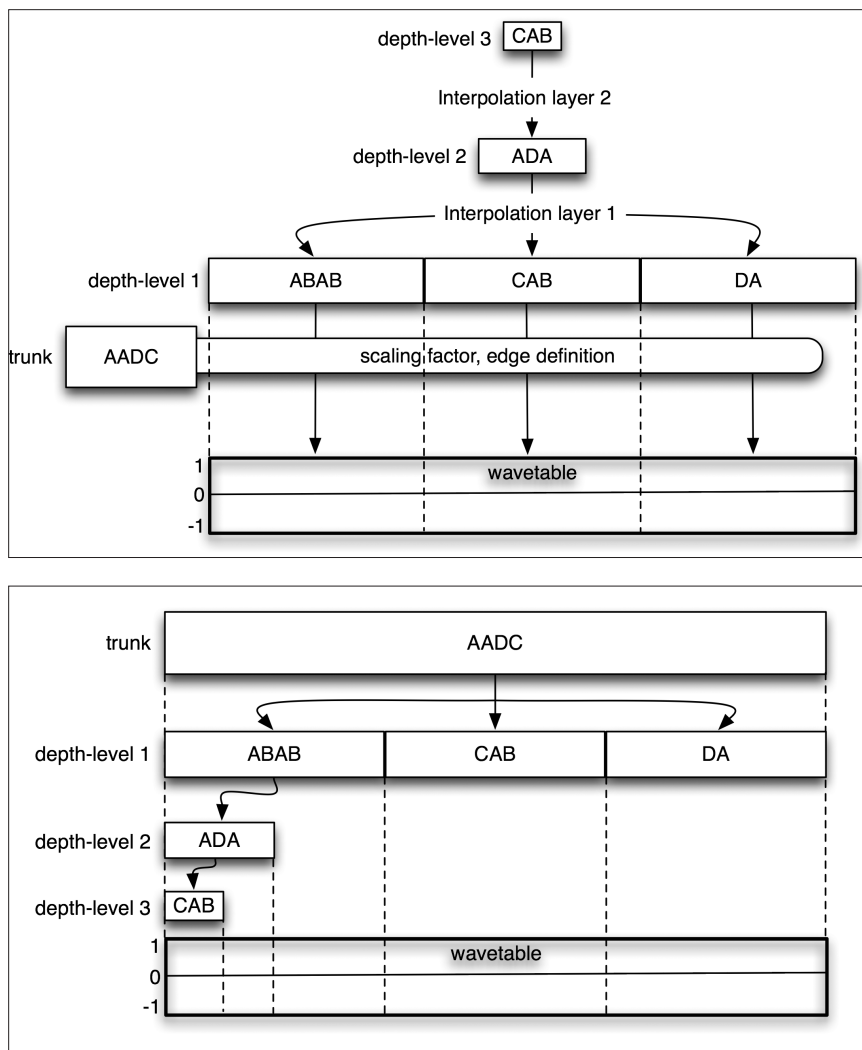 depth-level 3 CAB
Interpolation layer 2
depth-level 2 ADA
Interpolation layer 1
depth-level 1 ABAB CAB DA
trunk AADC scaling factor, edge definition
1 wavetable
0
-1
trunk AADC
depth-level 1 ABAB CAB DA
depth-level 2 ADA
depth-level 3 CAB
1 wavetable
0
-1